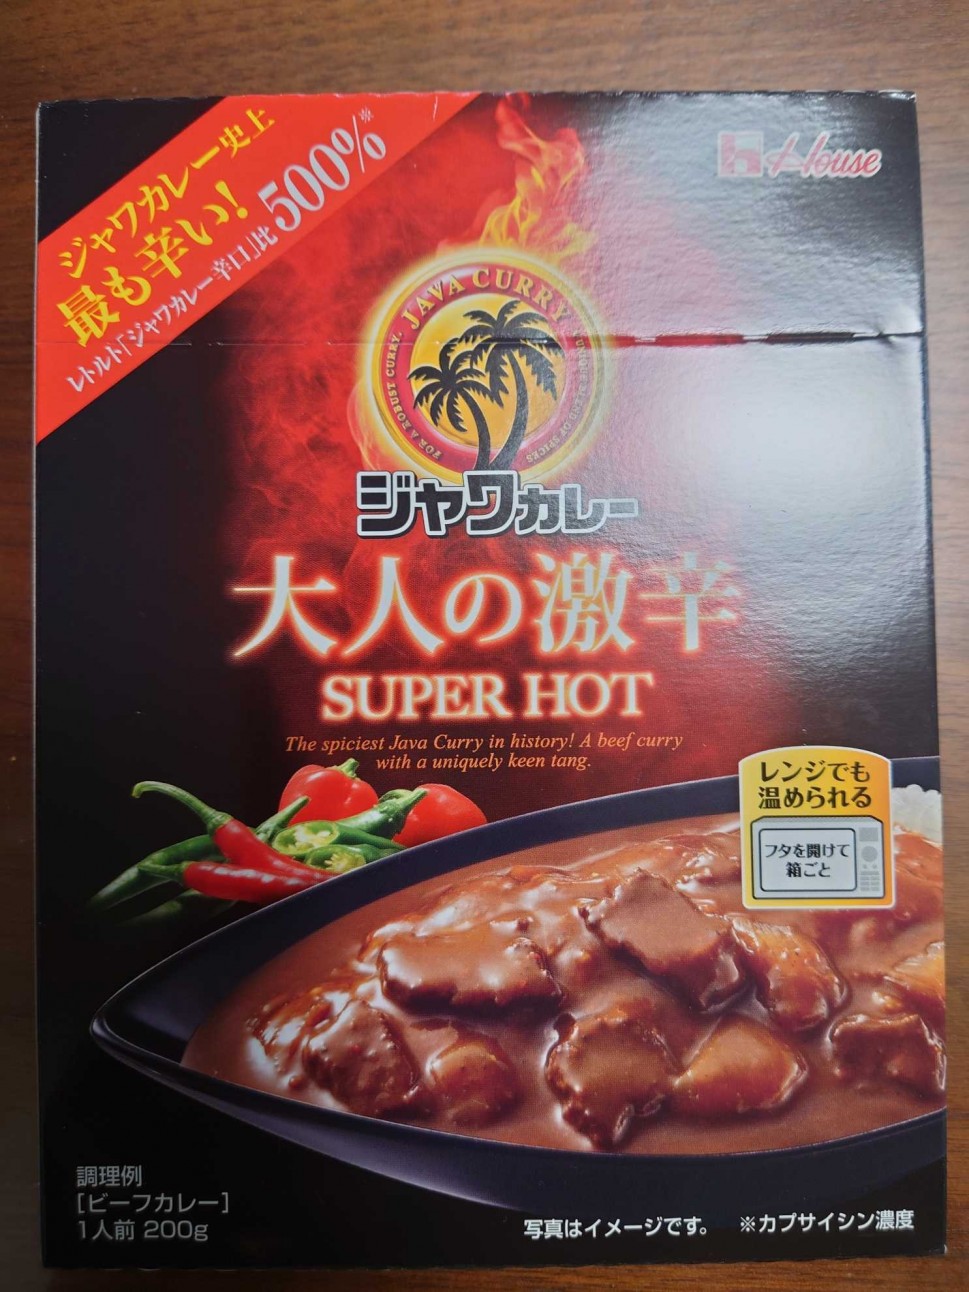 ジャワカレー史上
最も辛い!
レトルト「ジャワカレー辛口」比500%※
House
JAVA CURRY
FOR A ROBUST CURRY. A UNIQUE BLEND OF SPICES
ジャワカレー
大人の激辛
SUPER HOT
The spiciest Java Curry in history! A beef curry
with a uniquely keen tang.
レンジでも
温められる
フタを開けて
箱ごと
調理例
[ビーフカレー]
1人前 200g
写真はイメージです。 ※カプサイシン濃度